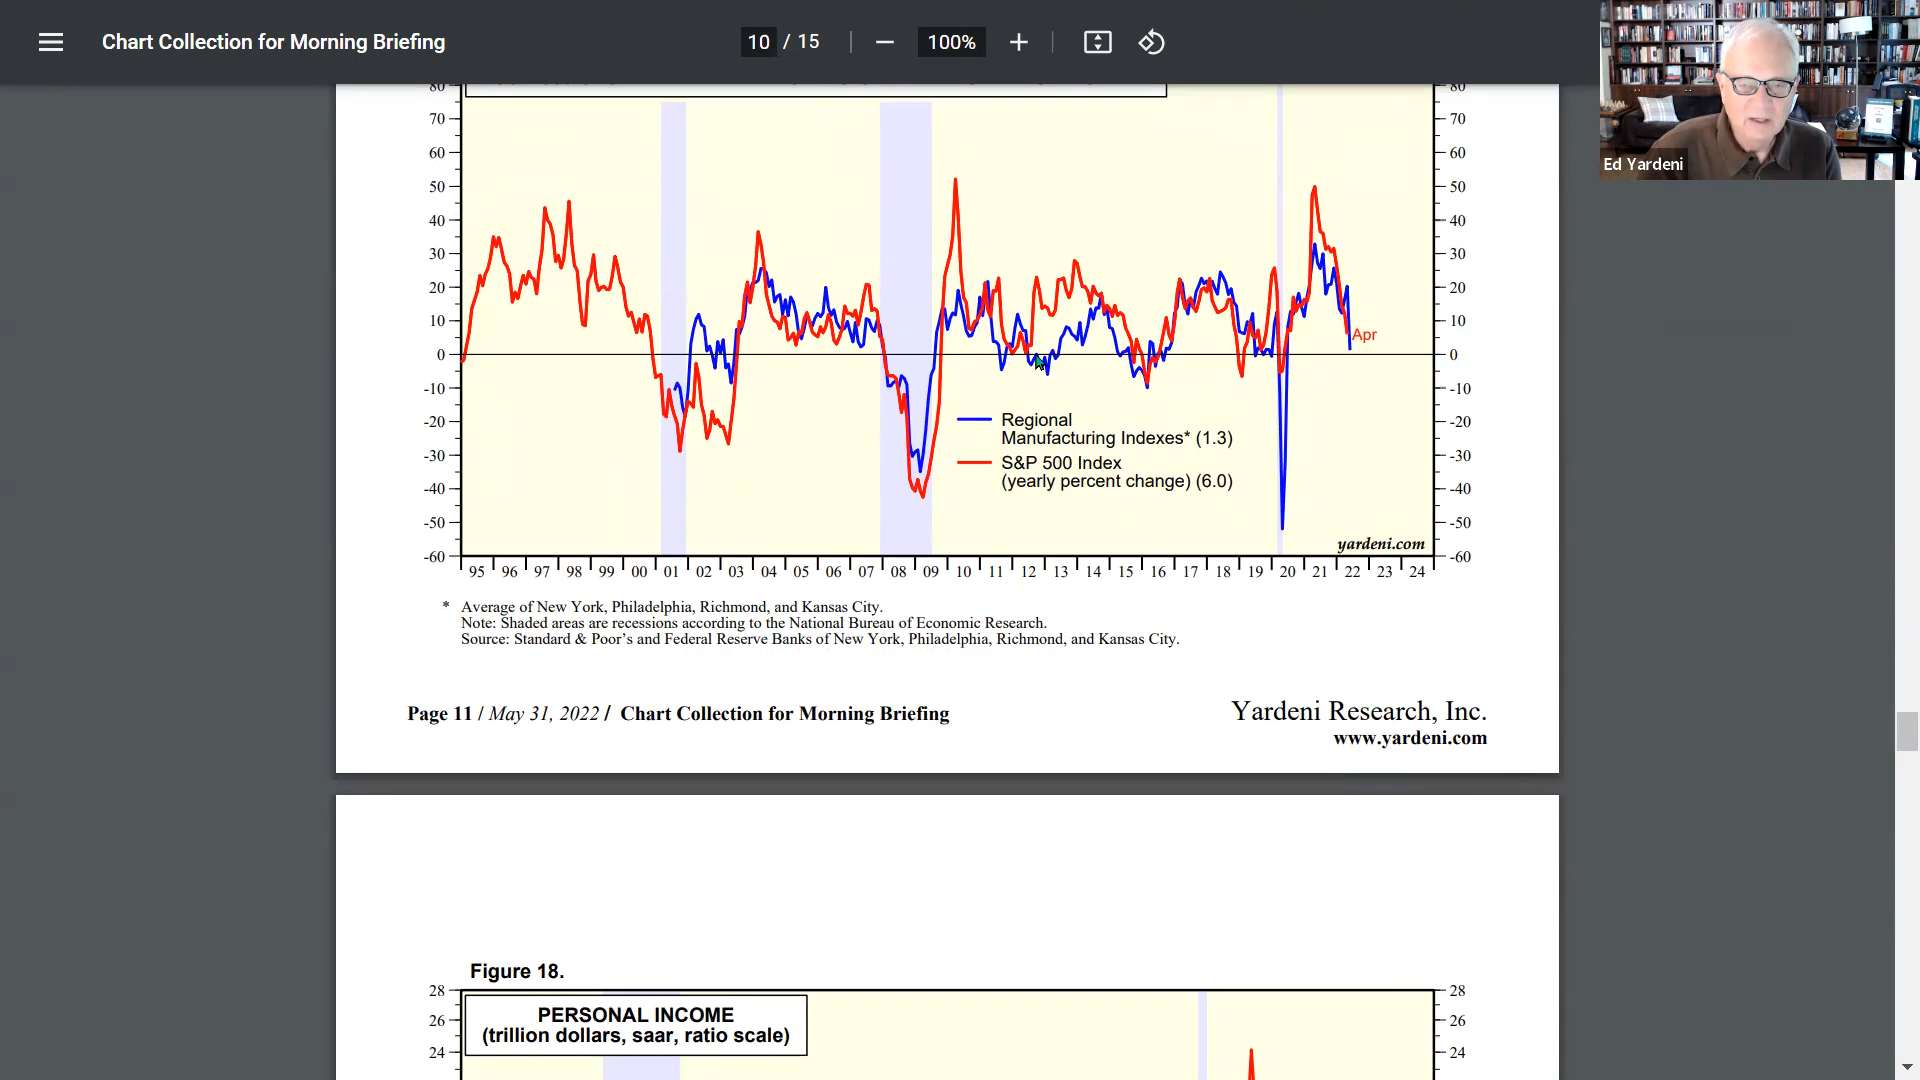 Chart Collection for Morning Briefing
10 / 15
100%
Ed Yardeni
80 80
70 70
60 60
50 50
40 40
30 30
20 20
10 10
Apr
0 0
-10 -10
-20 -20
-30 -30
-40 -40
-50 -50
-60 -60
Regional
Manufacturing Indexes* (1.3)
S&P 500 Index
(yearly percent change) (6.0)
yardeni.com
95 96 97 98 99 00 01 02 03 04 05 06 07 08 09 10 11 12 13 14 15 16 17 18 19 20 21 22 23 24
* Average of New York, Philadelphia, Richmond, and Kansas City.
Note: Shaded areas are recessions according to the National Bureau of Economic Research.
Source: Standard & Poor's and Federal Reserve Banks of New York, Philadelphia, Richmond, and Kansas City.
Page 11 / May 31, 2022 / Chart Collection for Morning Briefing
Yardeni Research, Inc.
www.yardeni.com
Figure 18.
28 28
PERSONAL INCOME
(trillion dollars, saar, ratio scale)
26 26
24 24